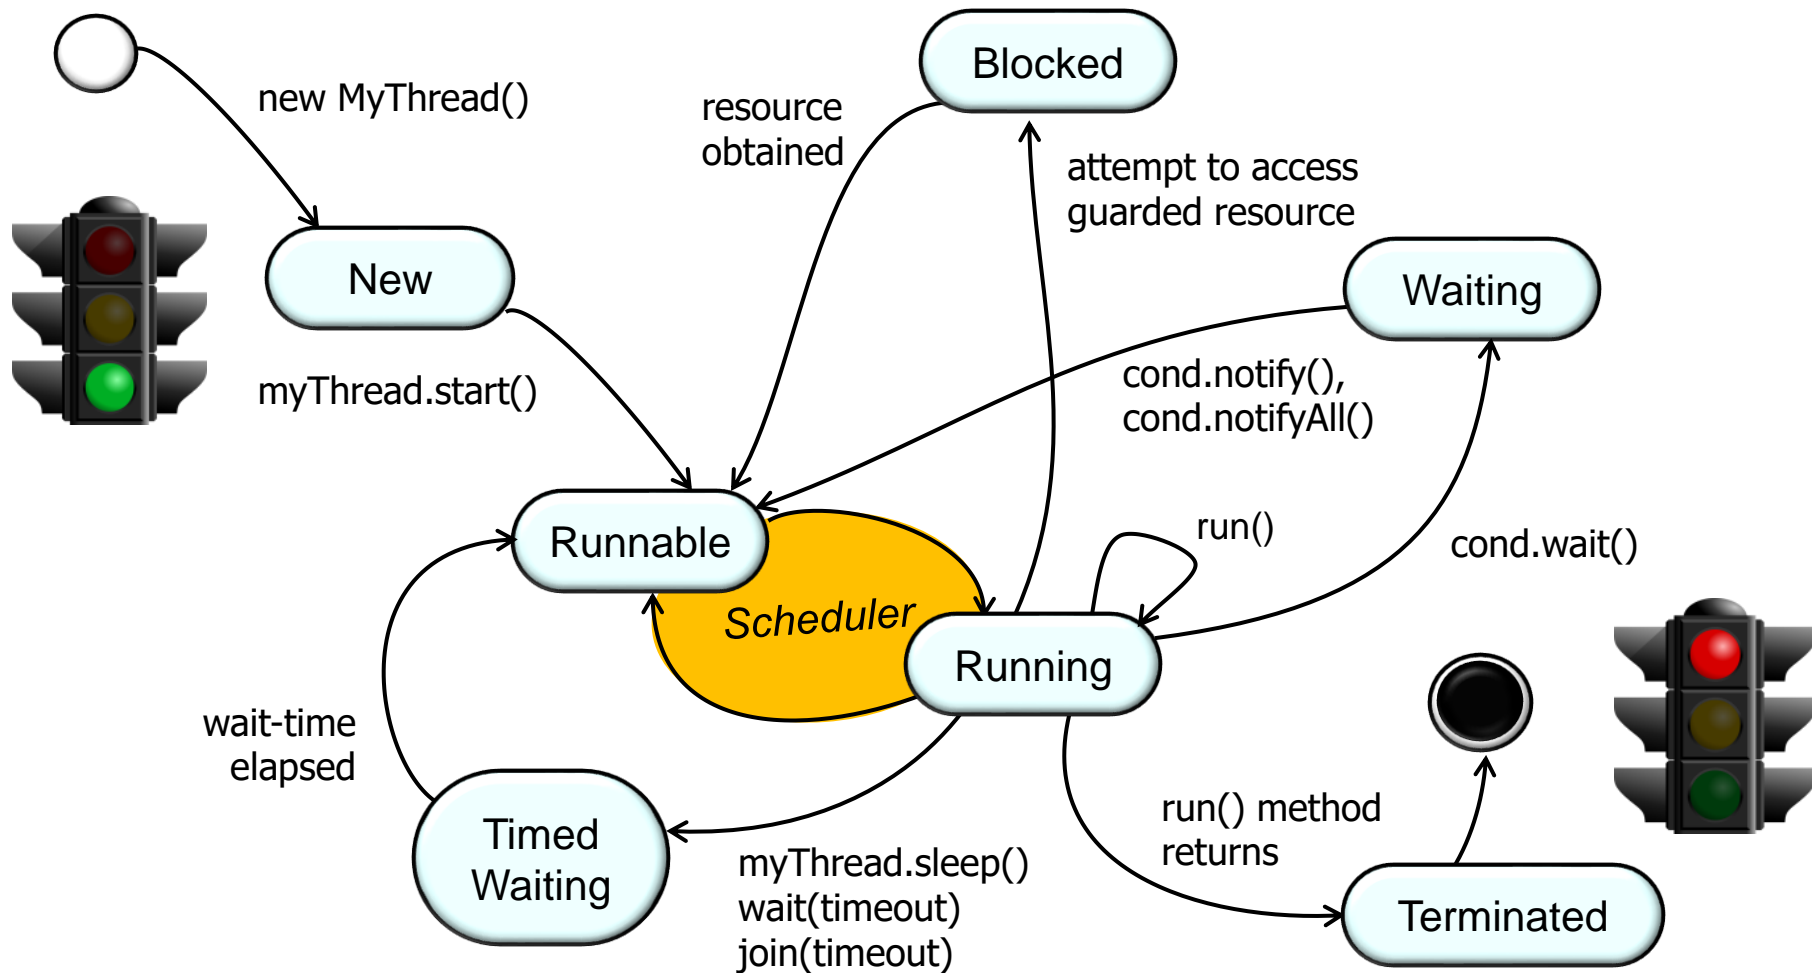 Blocked
new MyThread()
resource
obtained
attempt to access
guarded resource
New
Waiting
myThread.start()
cond.notify(),
cond.notifyAll()
Runnable
run()
cond.wait()
Scheduler
Running
wait-time
elapsed
Timed
Waiting
run() method
returns
myThread.sleep()
wait(timeout)
join(timeout)
Terminated